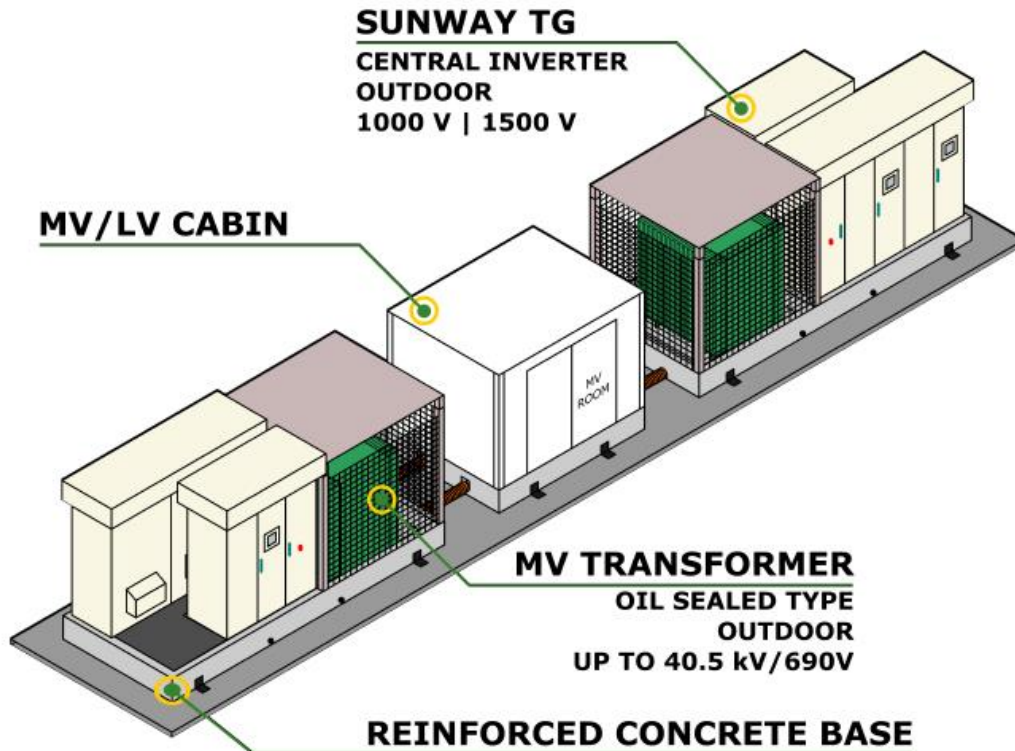 SUNWAY TG
CENTRAL INVERTER
OUTDOOR
1000 V | 1500 V
MV/LV CABIN
MV
ROOM
MV TRANSFORMER
OIL SEALED TYPE
OUTDOOR
UP TO 40.5 kV/690V
REINFORCED CONCRETE BASE